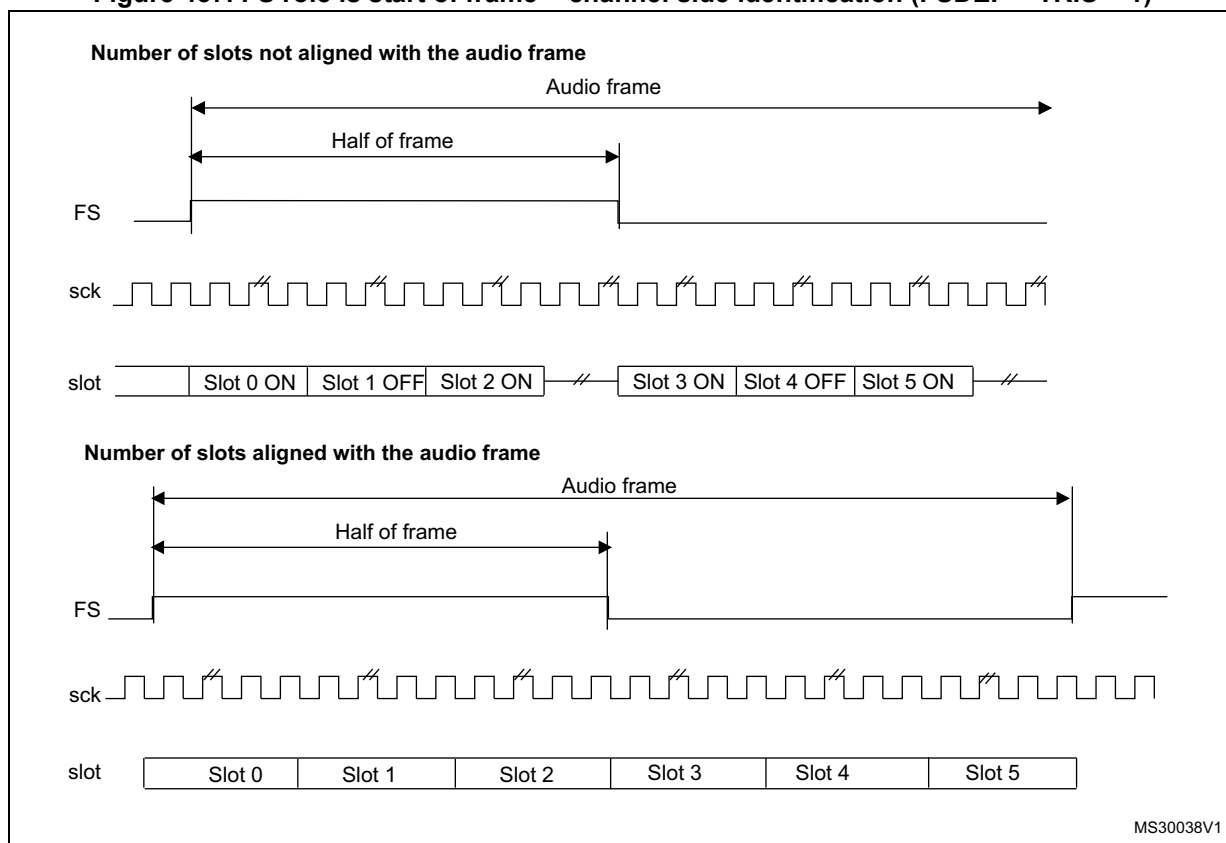 Number of slots not aligned with the audio frame
Audio frame
Half of frame
FS
sck
slot
Slot 0 ON
Slot 1 OFF
Slot 2 ON
Slot 3 ON
Slot 4 OFF
Slot 5 ON
Number of slots aligned with the audio frame
Audio frame
Half of frame
FS
sck
slot
Slot 0
Slot 1
Slot 2
Slot 3
Slot 4
Slot 5
MS30038V1